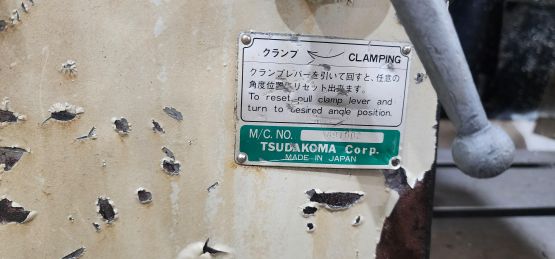 クランプ CLAMPING
クランプレバーを引いて回すと、任意の
角度位置にリセット出来ます。
To reset pull clamp lever and
turn to desired angle position.
M/C. NO.
TSUDAKOMA Corp.
MADE IN JAPAN